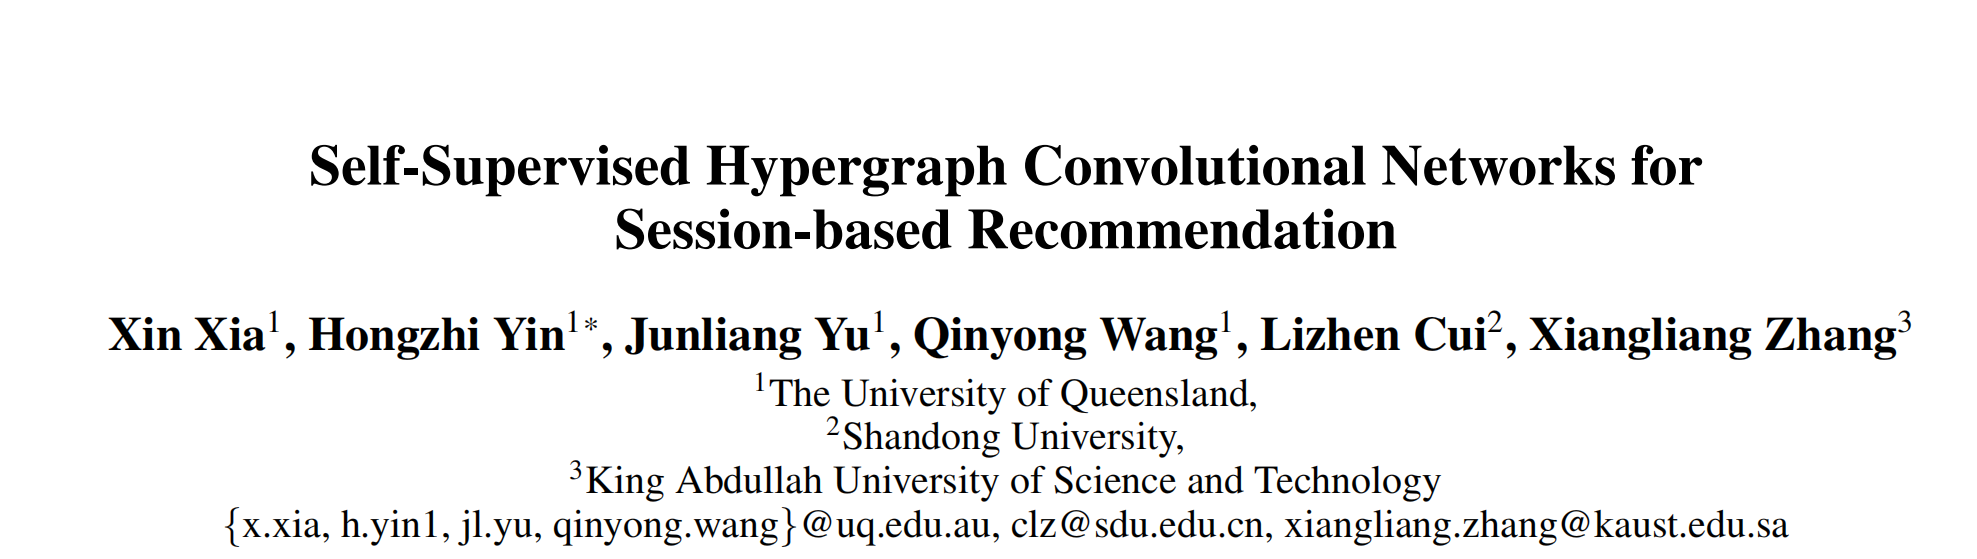 Self-Supervised Hypergraph Convolutional Networks for
Session-based Recommendation
Xin Xia1, Hongzhi Yin1*, Junliang Yu1, Qinyong Wang1, Lizhen Cui2, Xiangliang Zhang3
1The University of Queensland,
2Shandong University,
3King Abdullah University of Science and Technology
{x.xia, h.yin1, jl.yu, qinyong.wang}@uq.edu.au, clz@sdu.edu.cn, xiangliang.zhang@kaust.edu.sa